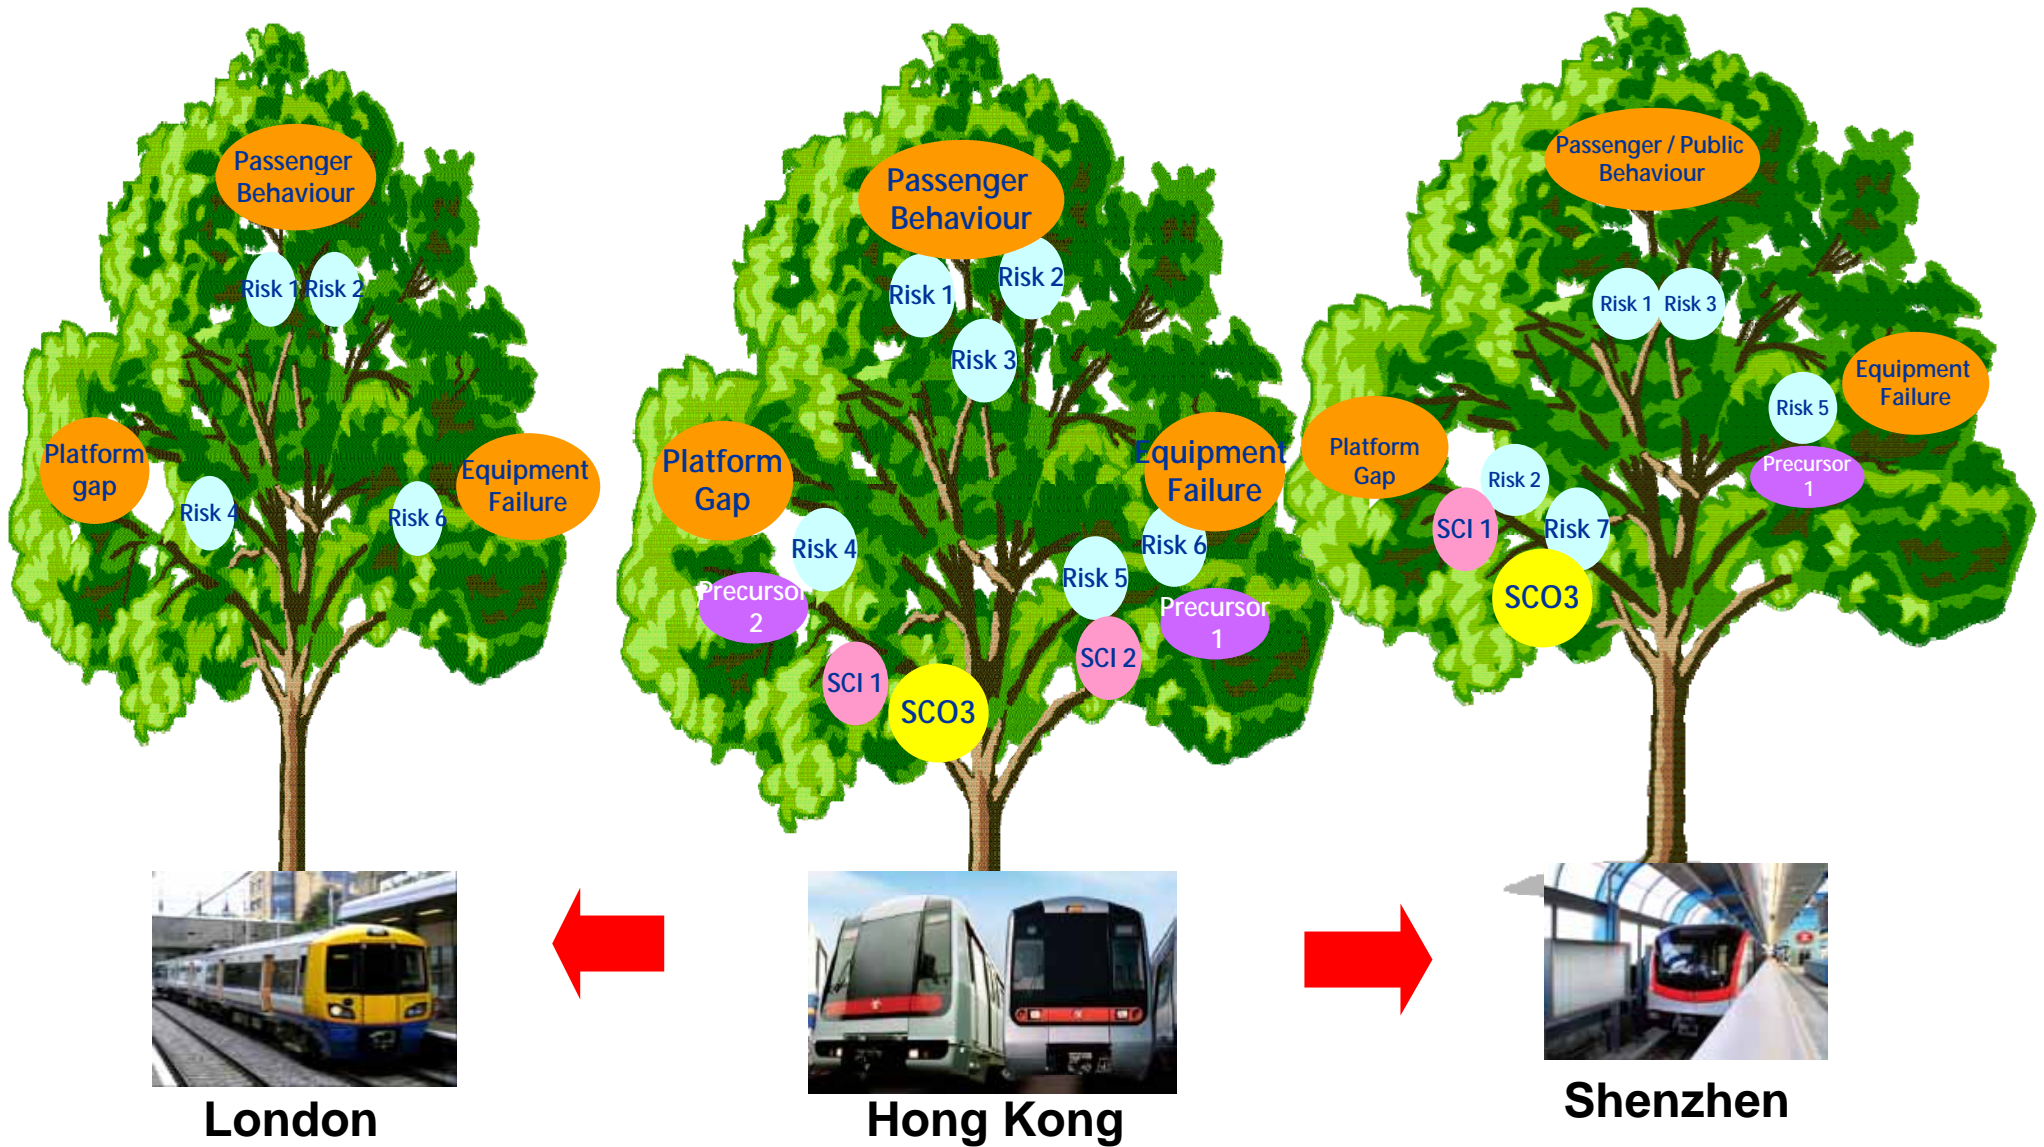 Passenger
Behaviour
Risk 1
Risk 2
Platform
gap
Risk 4
Risk 6
Equipment
Failure
London
Passenger
Behaviour
Risk 1
Risk 2
Risk 3
Platform
Gap
Equipment
Failure
Risk 4
Risk 6
Risk 5
Precursor
2
Precursor
1
SCI 1
SCI 2
SCO3
Hong Kong
Passenger / Public
Behaviour
Risk 1
Risk 3
Equipment
Failure
Risk 5
Platform
Gap
Precursor
1
Risk 2
SCI 1
Risk 7
SCO3
Shenzhen